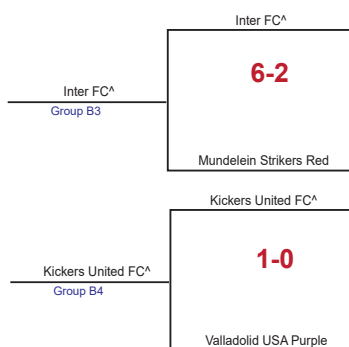 Inter FC^
6-2
Inter FC^
Group B3
Mundelein Strikers Red
Kickers United FC^
1-0
Kickers United FC^
Group B4
Valladolid USA Purple